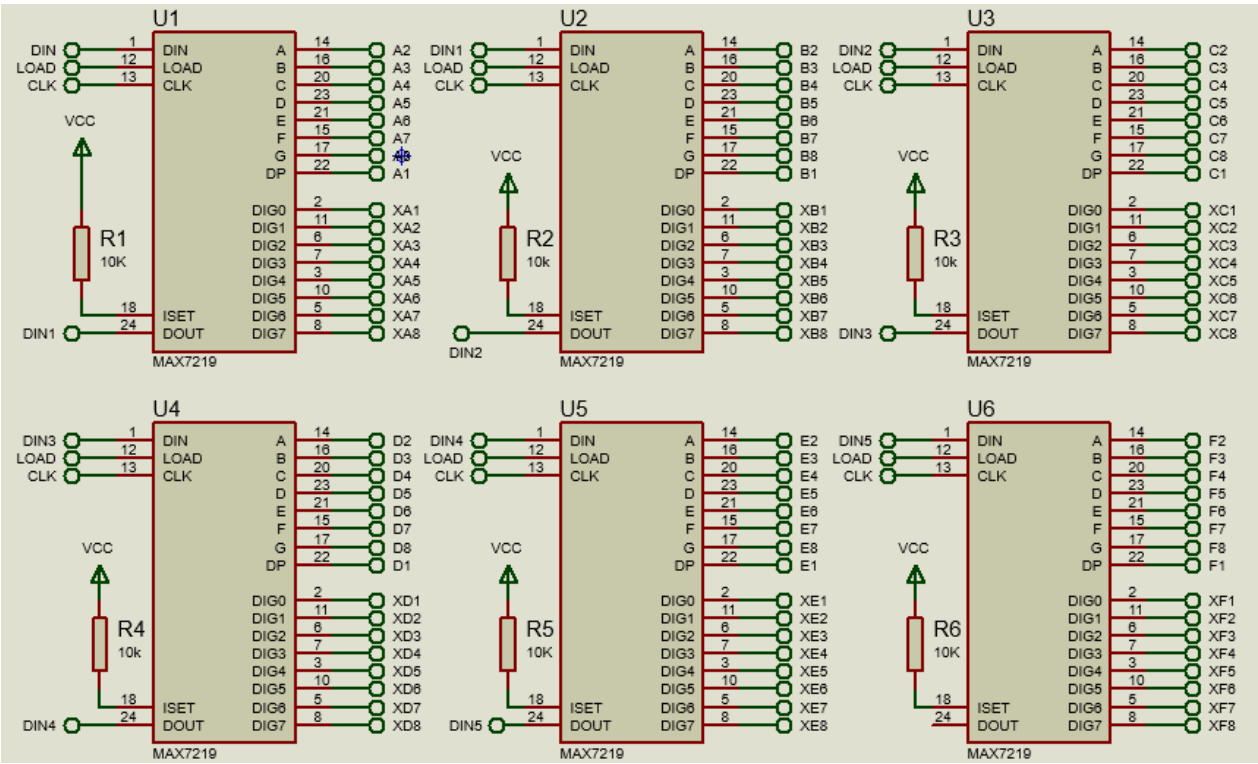 U1
DIN 1 DIN A 14 A2
LOAD 12 LOAD B 16 A3
CLK 13 CLK C 20 A4
D 23 A5
E 21 A6
VCC
F 15 A7
G 17
DP 22 A1
DIG0 2 XA1
DIG1 11 XA2
R1 DIG2 6 XA3
10K DIG3 7 XA4
DIG4 3 XA5
DIG5 10 XA6
18 ISET DIG6 5 XA7
DIN1 24 DOUT DIG7 8 XA8
MAX7219
U2
DIN1 1 DIN A 14 B2
LOAD 12 LOAD B 16 B3
CLK 13 CLK C 20 B4
D 23 B5
E 21 B6
F 15 B7
VCC G 17 B8
DP 22 B1
DIG0 2 XB1
DIG1 11 XB2
R2 DIG2 6 XB3
10k DIG3 7 XB4
DIG4 3 XB5
DIG5 10 XB6
18 ISET DIG6 5 XB7
24 DOUT DIG7 8 XB8
DIN2
MAX7219
U3
DIN2 1 DIN A 14 C2
LOAD 12 LOAD B 16 C3
CLK 13 CLK C 20 C4
D 23 C5
E 21 C6
F 15 C7
VCC G 17 C8
DP 22 C1
DIG0 2 XC1
DIG1 11 XC2
R3 DIG2 6 XC3
10k DIG3 7 XC4
DIG4 3 XC5
DIG5 10 XC6
18 ISET DIG6 5 XC7
DIN3 24 DOUT DIG7 8 XC8
MAX7219
U4
DIN3 1 DIN A 14 D2
LOAD 12 LOAD B 16 D3
CLK 13 CLK C 20 D4
D 23 D5
E 21 D6
F 15 D7
VCC G 17 D8
DP 22 D1
DIG0 2 XD1
DIG1 11 XD2
R4 DIG2 6 XD3
10k DIG3 7 XD4
DIG4 3 XD5
DIG5 10 XD6
18 ISET DIG6 5 XD7
DIN4 24 DOUT DIG7 8 XD8
MAX7219
U5
DIN4 1 DIN A 14 E2
LOAD 12 LOAD B 16 E3
CLK 13 CLK C 20 E4
D 23 E5
E 21 E6
F 15 E7
VCC G 17 E8
DP 22 E1
DIG0 2 XE1
DIG1 11 XE2
R5 DIG2 6 XE3
10K DIG3 7 XE4
DIG4 3 XE5
DIG5 10 XE6
18 ISET DIG6 5 XE7
DIN5 24 DOUT DIG7 8 XE8
MAX7219
U6
DIN5 1 DIN A 14 F2
LOAD 12 LOAD B 16 F3
CLK 13 CLK C 20 F4
D 23 F5
E 21 F6
F 15 F7
VCC G 17 F8
DP 22 F1
DIG0 2 XF1
DIG1 11 XF2
R6 DIG2 6 XF3
10K DIG3 7 XF4
DIG4 3 XF5
DIG5 10 XF6
18 ISET DIG6 5 XF7
24 DOUT DIG7 8 XF8
MAX7219